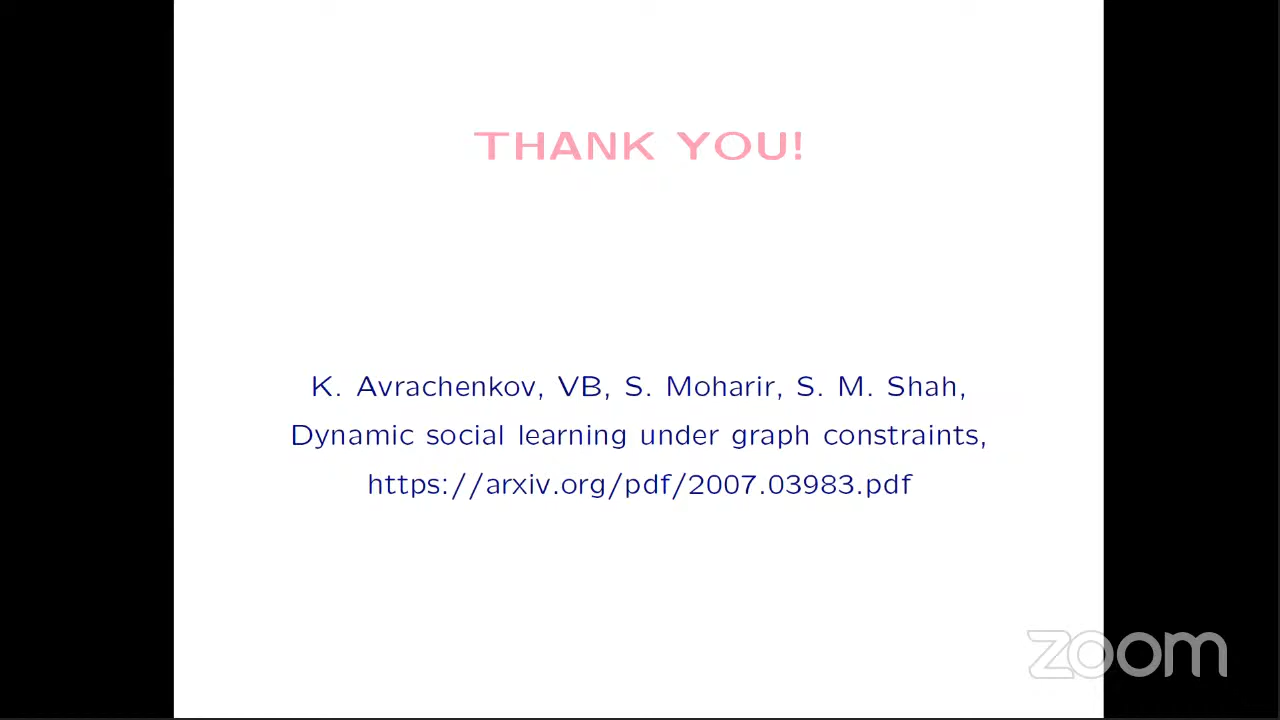 THANK YOU!
K. Avrachenkov, VB, S. Moharir, S. M. Shah,
Dynamic social learning under graph constraints,
https://arxiv.org/pdf/2007.03983.pdf
zoom